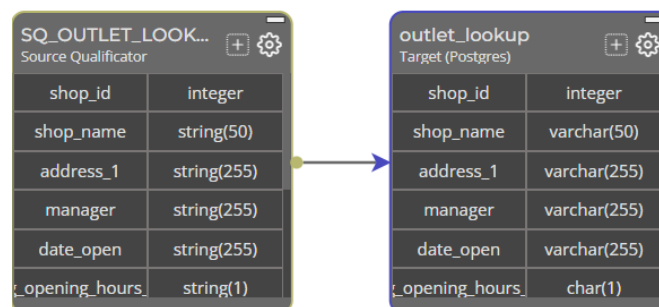 SQ_OUTLET_LOOK...
Source Qualificator
shop_id integer
shop_name string(50)
address_1 string(255)
manager string(255)
date_open string(255)
_opening_hours_ string(1)
outlet_lookup
Target (Postgres)
shop_id integer
shop_name varchar(50)
address_1 varchar(255)
manager varchar(255)
date_open varchar(255)
_opening_hours_ char(1)